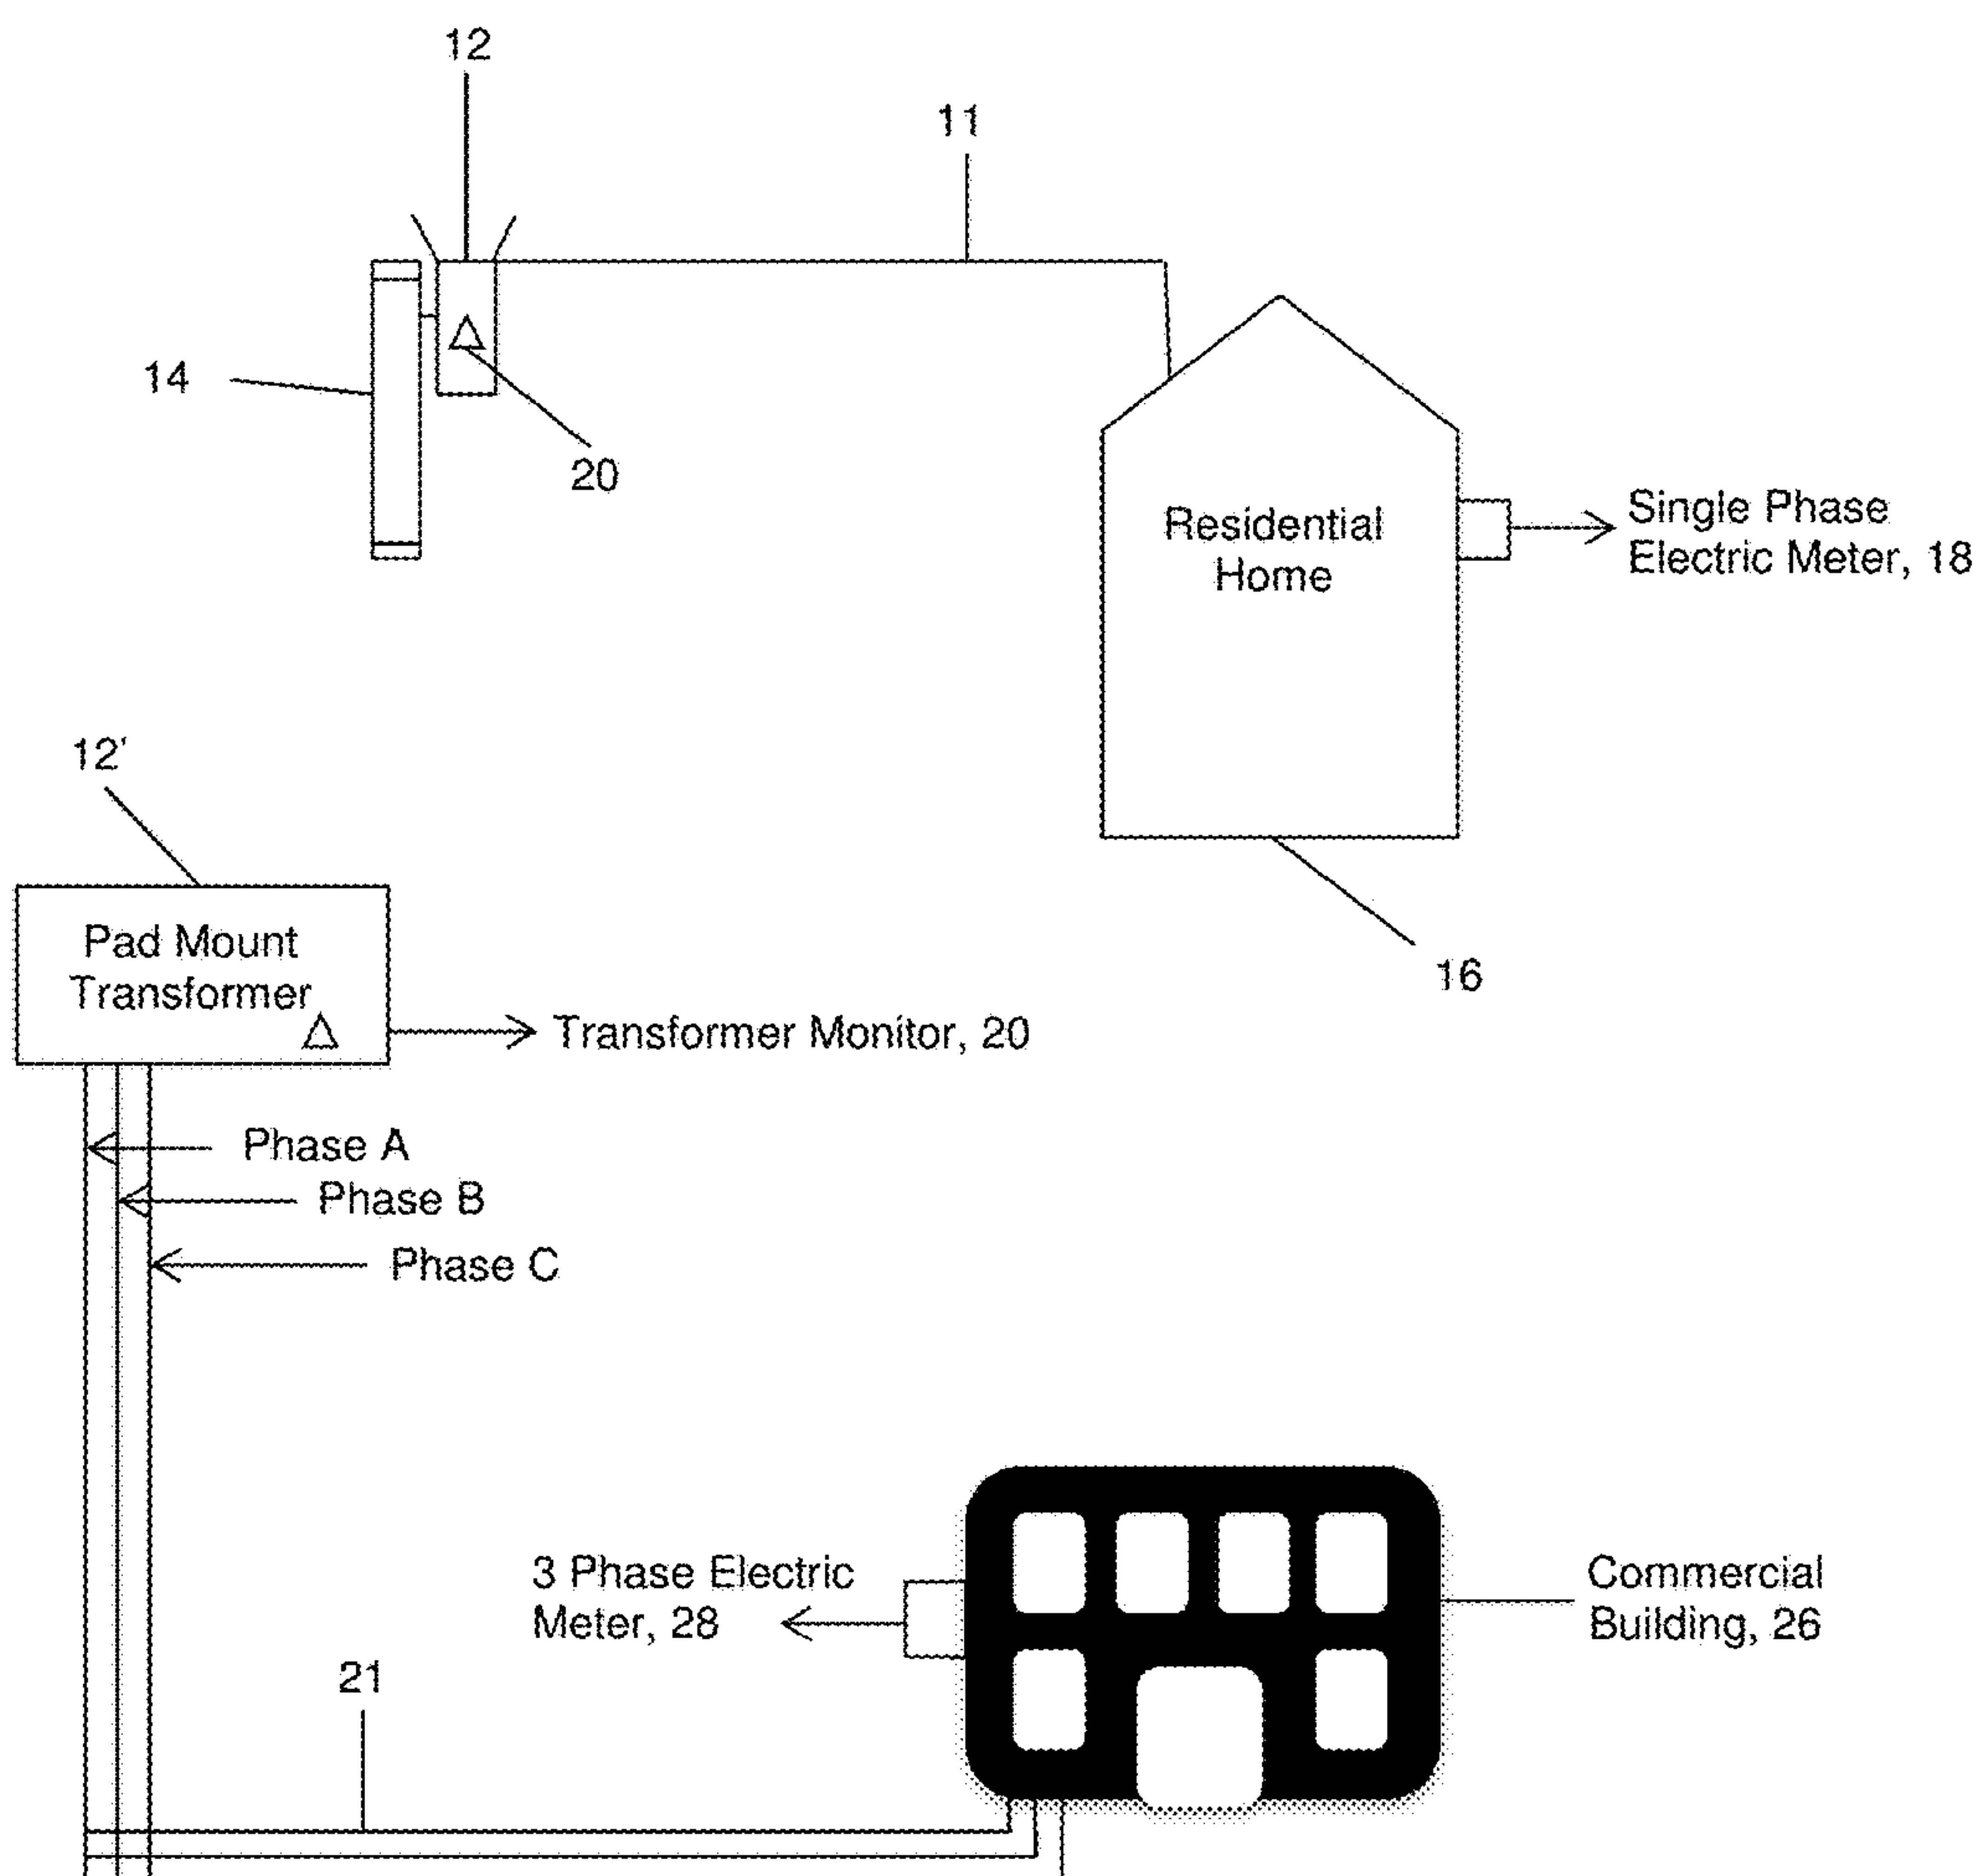 12
11
14
20
Residential
Home
Single Phase
Electric Meter, 18
12'
16
Pad Mount
Transformer
Transformer Monitor, 20
Phase A
Phase B
Phase C
3 Phase Electric
Meter, 28
Commercial
Building, 26
21